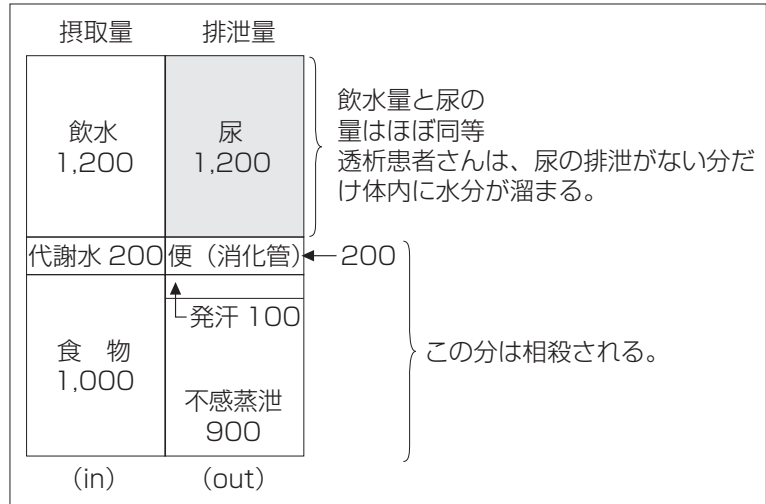 摂取量 排泄量
飲水
1,200
尿
1,200
飲水量と尿の
量はほぼ同等
透析患者さんは、尿の排泄がない分だ
け体内に水分が溜まる。
代謝水 200
便（消化管）
200
発汗 100
食　物
1,000
不感蒸泄
900
この分は相殺される。
(in) (out)